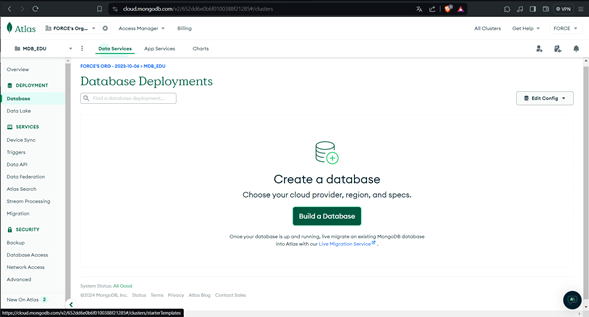 cloud.mongodb.com/v2/652dd6e0b6f0100388f21285#/clusters
VPN
Atlas
FORCE'S Org...
Access Manager
Billing
All Clusters
Get Help
FORCE
MDB_EDU
Data Services
App Services
Charts
Overview
DEPLOYMENT
Database
Data Lake
SERVICES
Device Sync
Triggers
Data API
Data Federation
Atlas Search
Stream Processing
Migration
SECURITY
Backup
Database Access
Network Access
Advanced
New On Atlas 2
FORCE'S ORG - 2023-10-06 > MDB_EDU
Database Deployments
Find a database deployment...
Edit Config
Create a database
Choose your cloud provider, region, and specs.
Build a Database
Once your database is up and running, live migrate an existing MongoDB database
into Atlas with our Live Migration Service.
System Status: All Good
©2024 MongoDB, Inc. Status Terms Privacy Atlas Blog Contact Sales
https://cloud.mongodb.com/v2/652dd6e0b6f0100388f21285#/clusters/starterTemplates